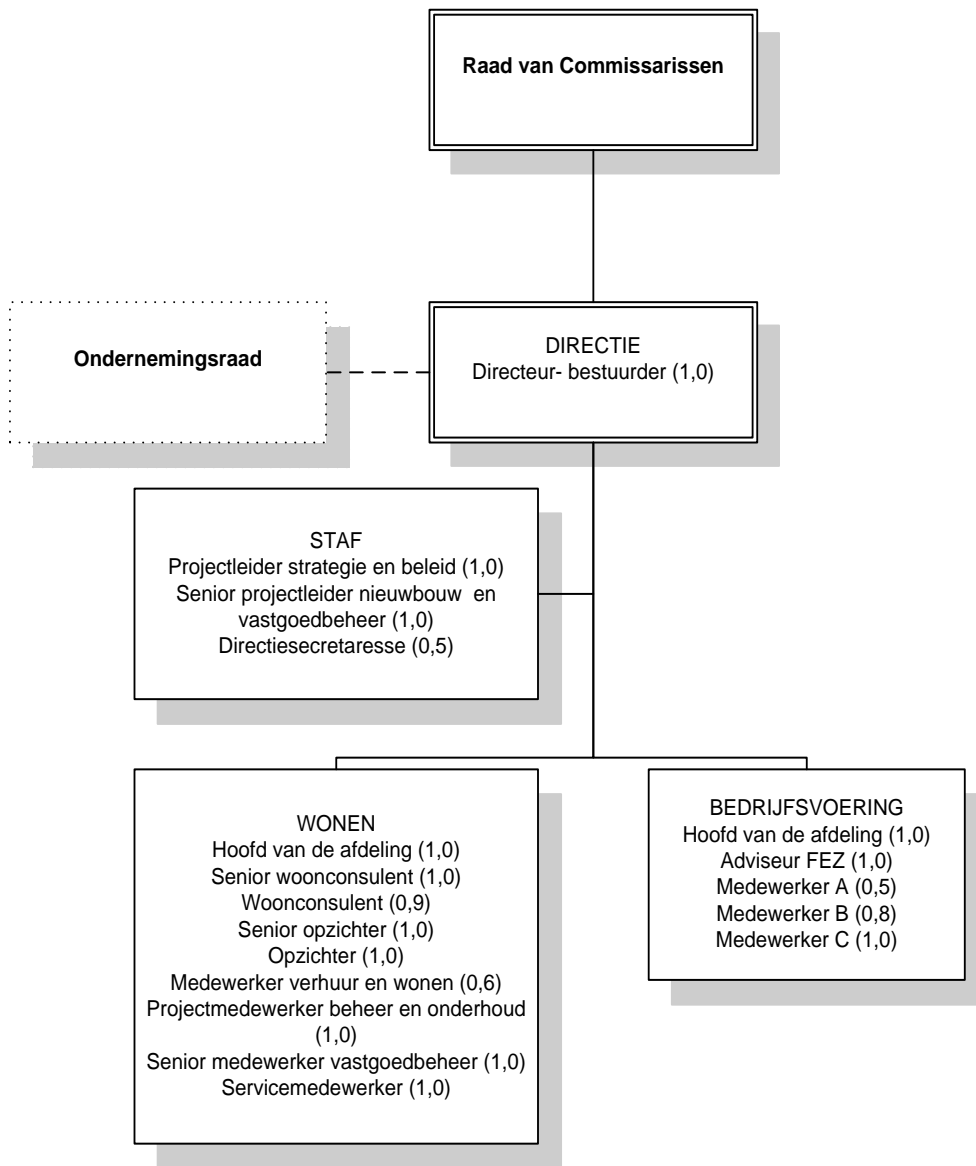 Raad van Commissarissen
Ondernemingsraad
DIRECTIE
Directeur- bestuurder (1,0)
STAF
Projectleider strategie en beleid (1,0)
Senior projectleider nieuwbouw en
vastgoedbeheer (1,0)
Directiesecretaresse (0,5)
WONEN
Hoofd van de afdeling (1,0)
Senior woonconsulent (1,0)
Woonconsulent (0,9)
Senior opzichter (1,0)
Opzichter (1,0)
Medewerker verhuur en wonen (0,6)
Projectmedewerker beheer en onderhoud
(1,0)
Senior medewerker vastgoedbeheer (1,0)
Servicemedewerker (1,0)
BEDRIJFSVOERING
Hoofd van de afdeling (1,0)
Adviseur FEZ (1,0)
Medewerker A (0,5)
Medewerker B (0,8)
Medewerker C (1,0)